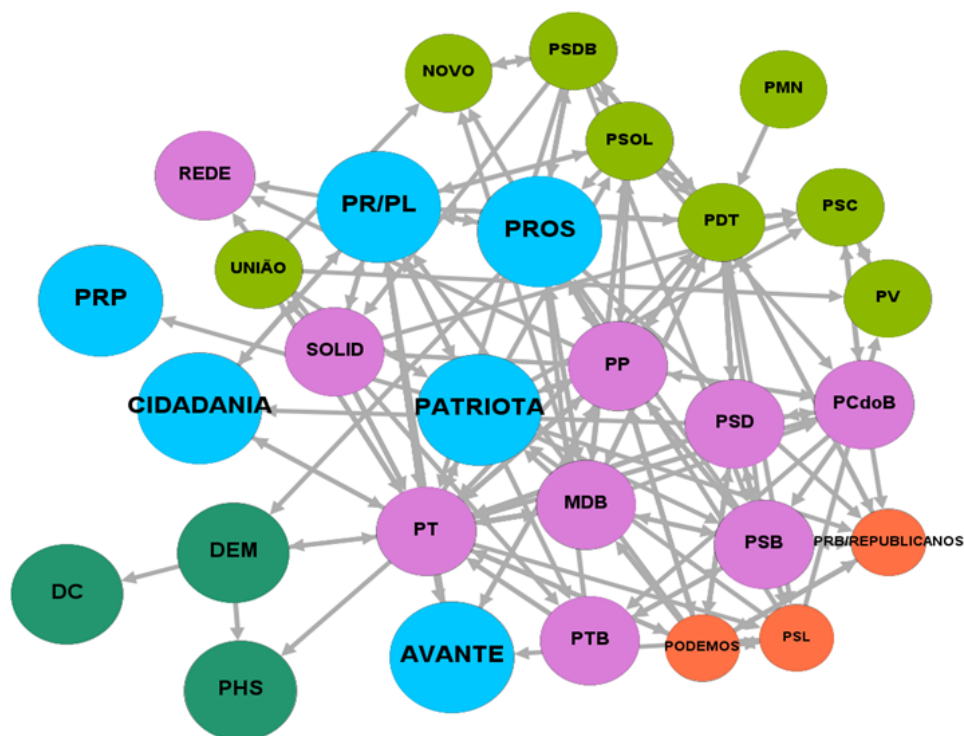 PSDB
NOVO
PMN
PSOL
REDE
PR/PL
PSC
PDT
PROS
UNIÃO
PRP
PV
SOLID
PP
CIDADANIA
PATRIOTA
PCdoB
PSD
MDB
PT
PRB/REPUBLICANOS
PSB
DEM
DC
PTB
PSL
PODEMOS
AVANTE
PHS